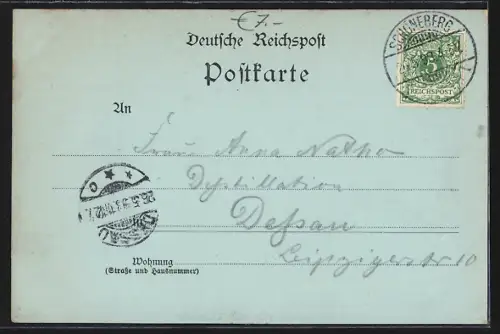 €7.-
Deutsche Reichspost
Postkarte
SCHÖNEBERG
5
REICHSPOST
An
Frau Anna Nathe
Destillation
Dessau
Leipzigerstr 10
DESSAU
Wohnung
(Straße und Hausnummer)